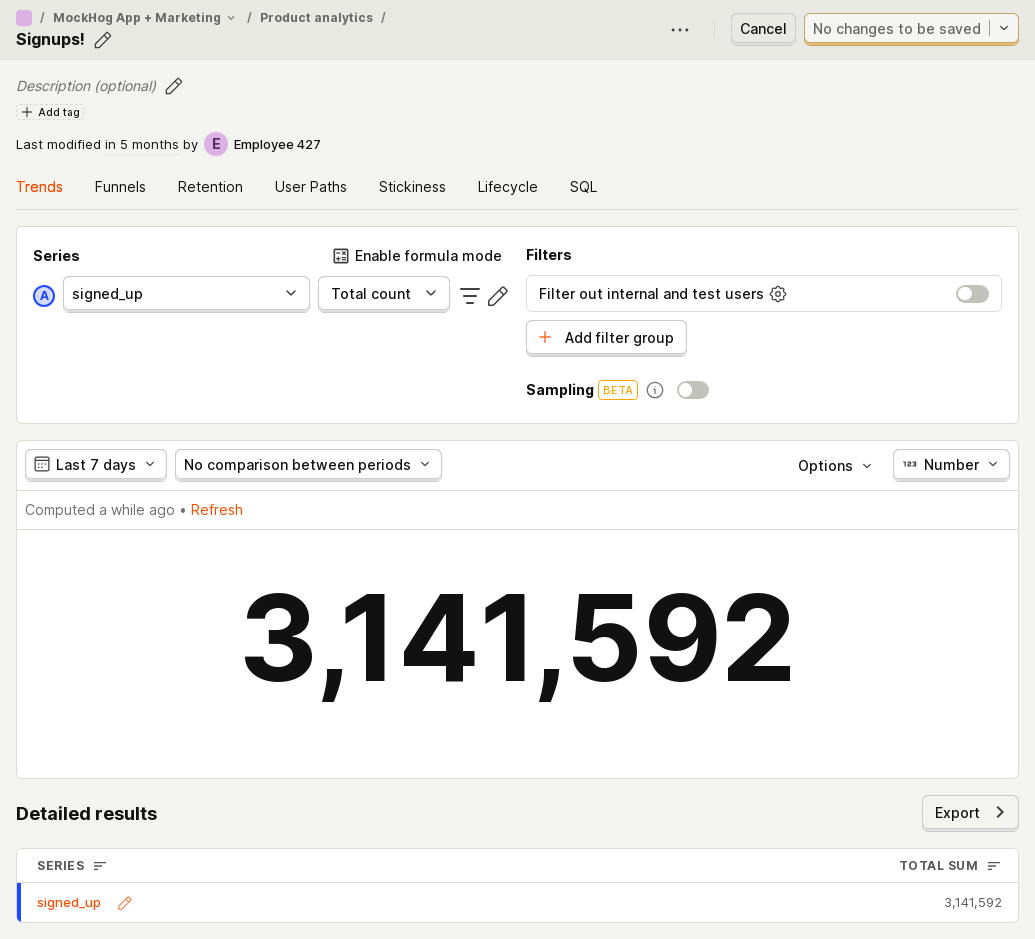 / MockHog App + Marketing / Product analytics /
Signups!
Cancel
No changes to be saved
Description (optional)
Add tag
Last modified in 5 months by E Employee 427
Trends Funnels Retention User Paths Stickiness Lifecycle SQL
Series
Enable formula mode
A signed_up Total count
Filters
Filter out internal and test users
Add filter group
Sampling BETA
Last 7 days No comparison between periods Options 123 Number
Computed a while ago • Refresh
3,141,592
Detailed results
Export
SERIES TOTAL SUM
signed_up 3,141,592